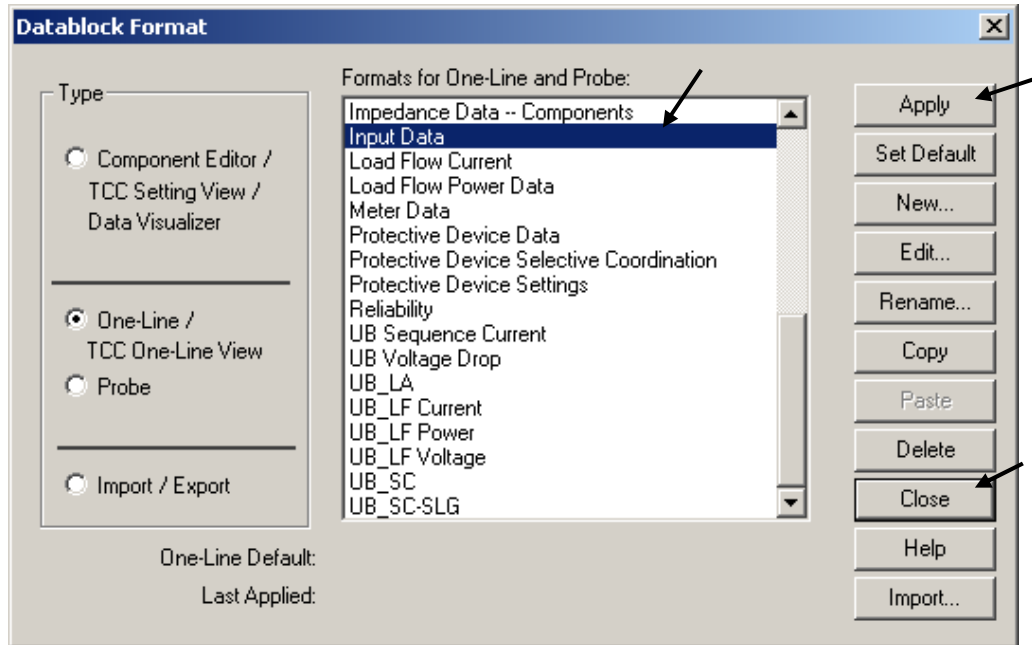 Datablock Format
Type
Component Editor /
TCC Setting View /
Data Visualizer
One-Line /
TCC One-Line View
Probe
Import / Export
Formats for One-Line and Probe:
Impedance Data -- Components
Input Data
Load Flow Current
Load Flow Power Data
Meter Data
Protective Device Data
Protective Device Selective Coordination
Protective Device Settings
Reliability
UB Sequence Current
UB Voltage Drop
UB_LA
UB_LF Current
UB_LF Power
UB_LF Voltage
UB_SC
UB_SC-SLG
Apply
Set Default
New...
Edit...
Rename...
Copy
Paste
Delete
Close
Help
Import...
One-Line Default:
Last Applied: